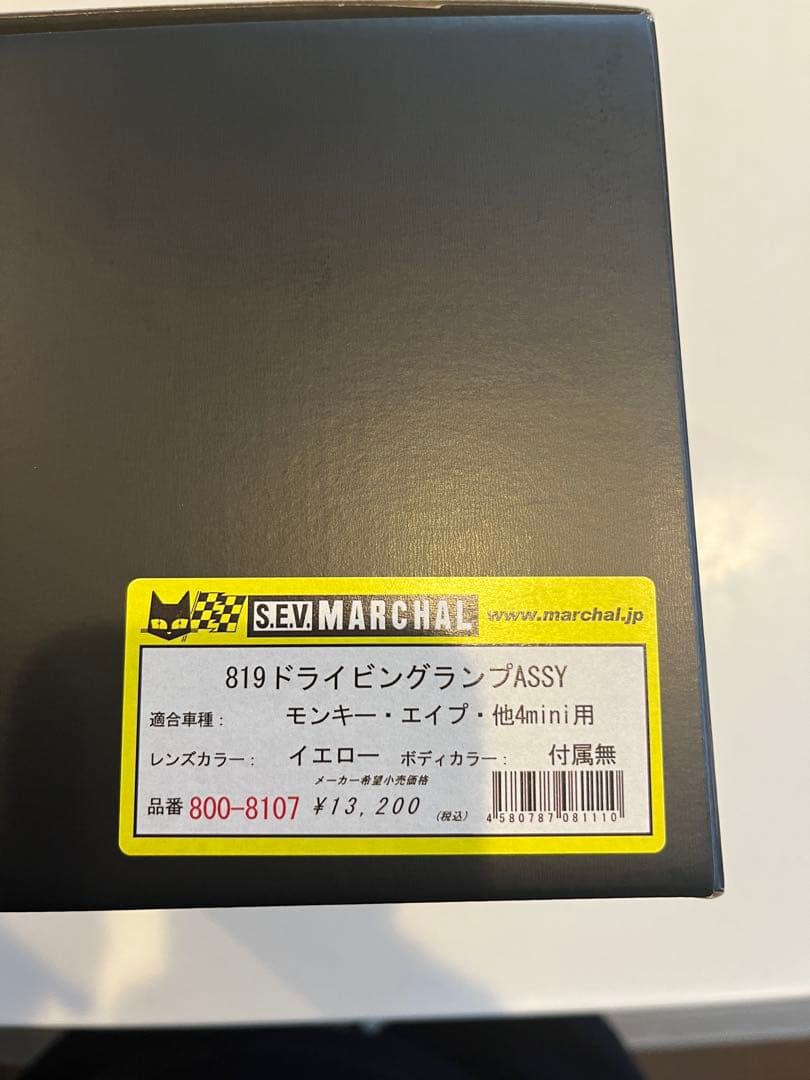 S.E.V. MARCHAL www.marchal.jp
819ドライビングランプASSY
適合車種： モンキー・エイプ・他4mini用
レンズカラー： イエロー ボディカラー： 付属無
メーカー希望小売価格
品番 800-8107 ¥13,200 (税込) 4580787081110